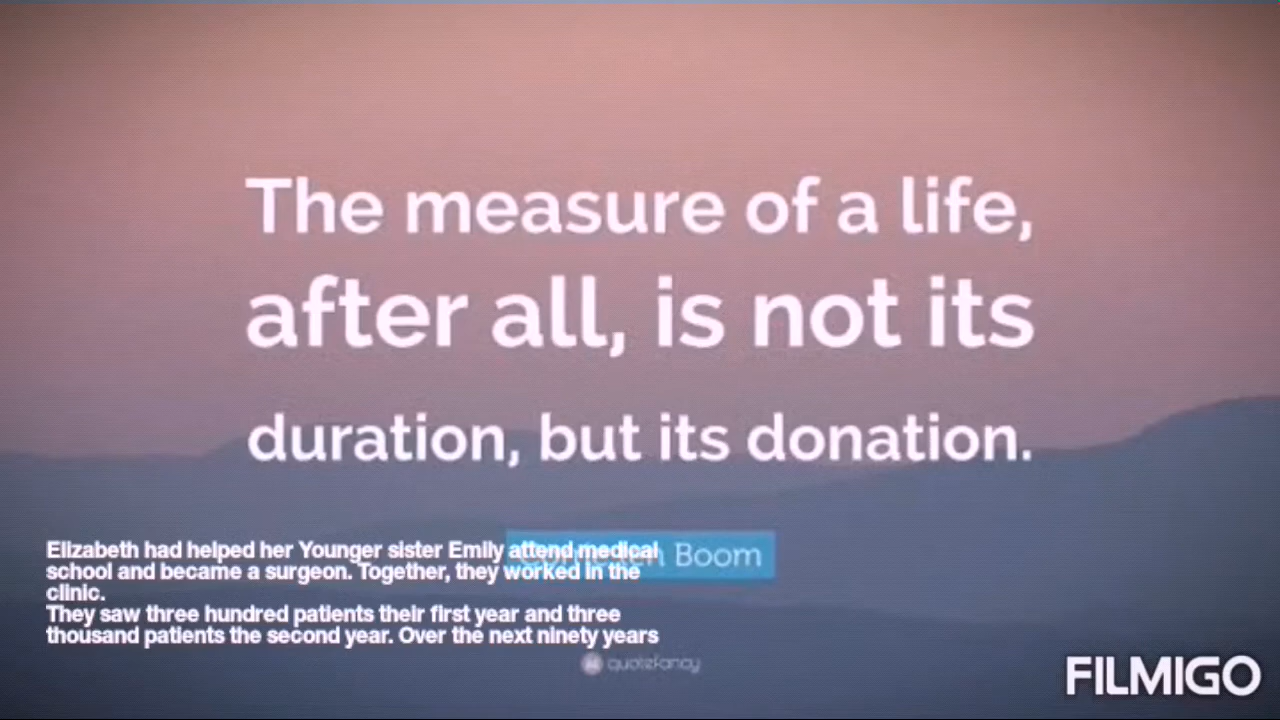 The measure of a life,
after all, is not its
duration, but its donation.
Elizabeth had helped her Younger sister Emily attend medical
school and became a surgeon. Together, they worked in the
clinic.
They saw three hundred patients their first year and three
thousand patients the second year. Over the next ninety years
Boom
quotefancy
FILMIGO